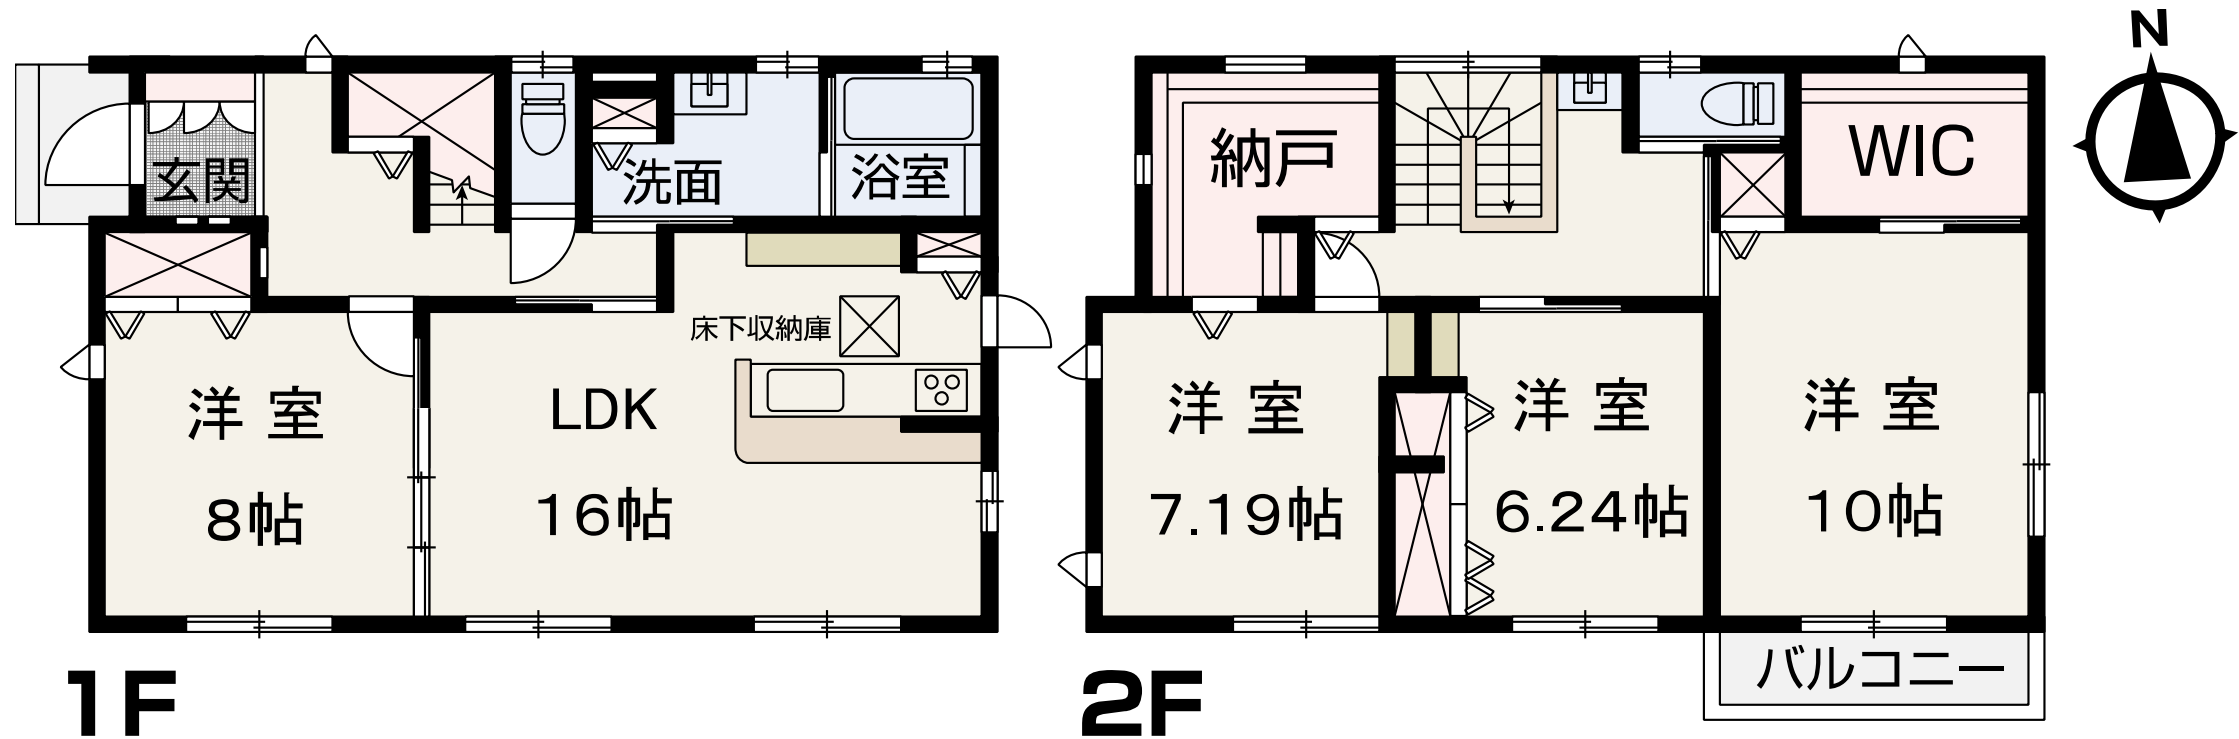 N
玄関
洗面
浴室
床下収納庫
洋室
8帖
LDK
16帖
1F
納戸
WIC
洋室
7.19帖
洋室
6.24帖
洋室
10帖
バルコニー
2F